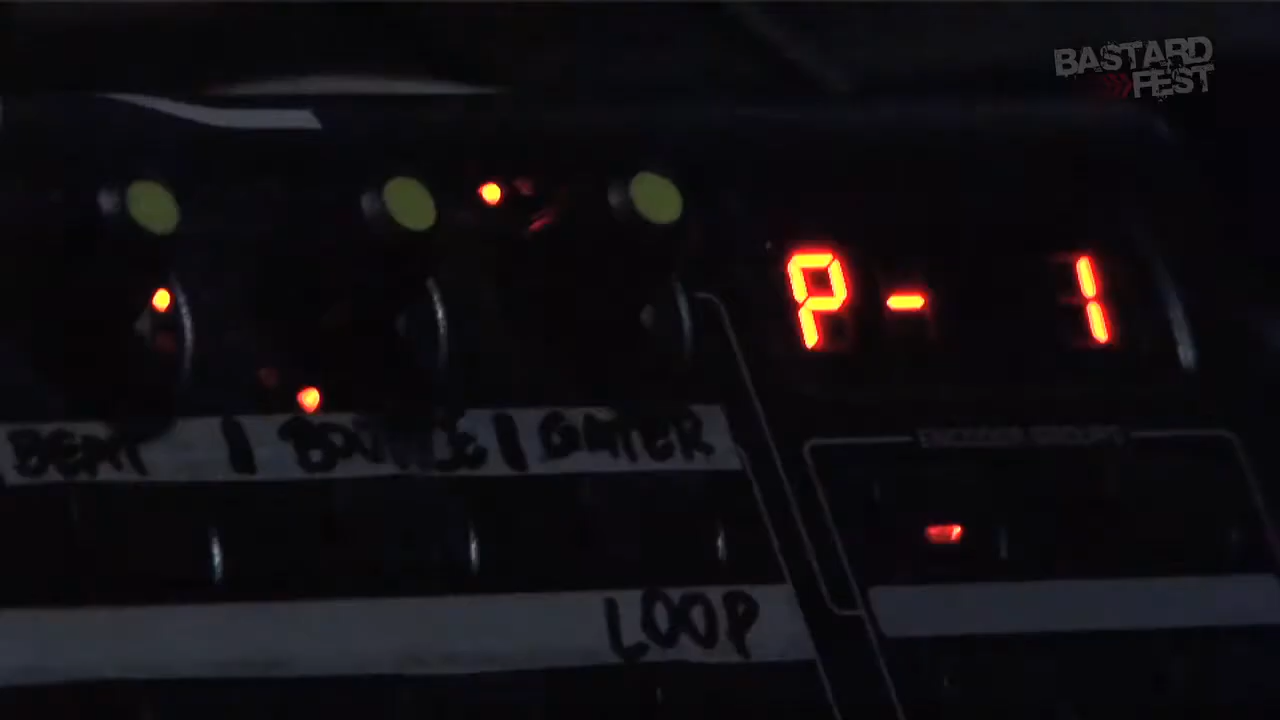 BASTARD
FEST
P- 1
BEAT | BOUNCE | GATER
LOOP